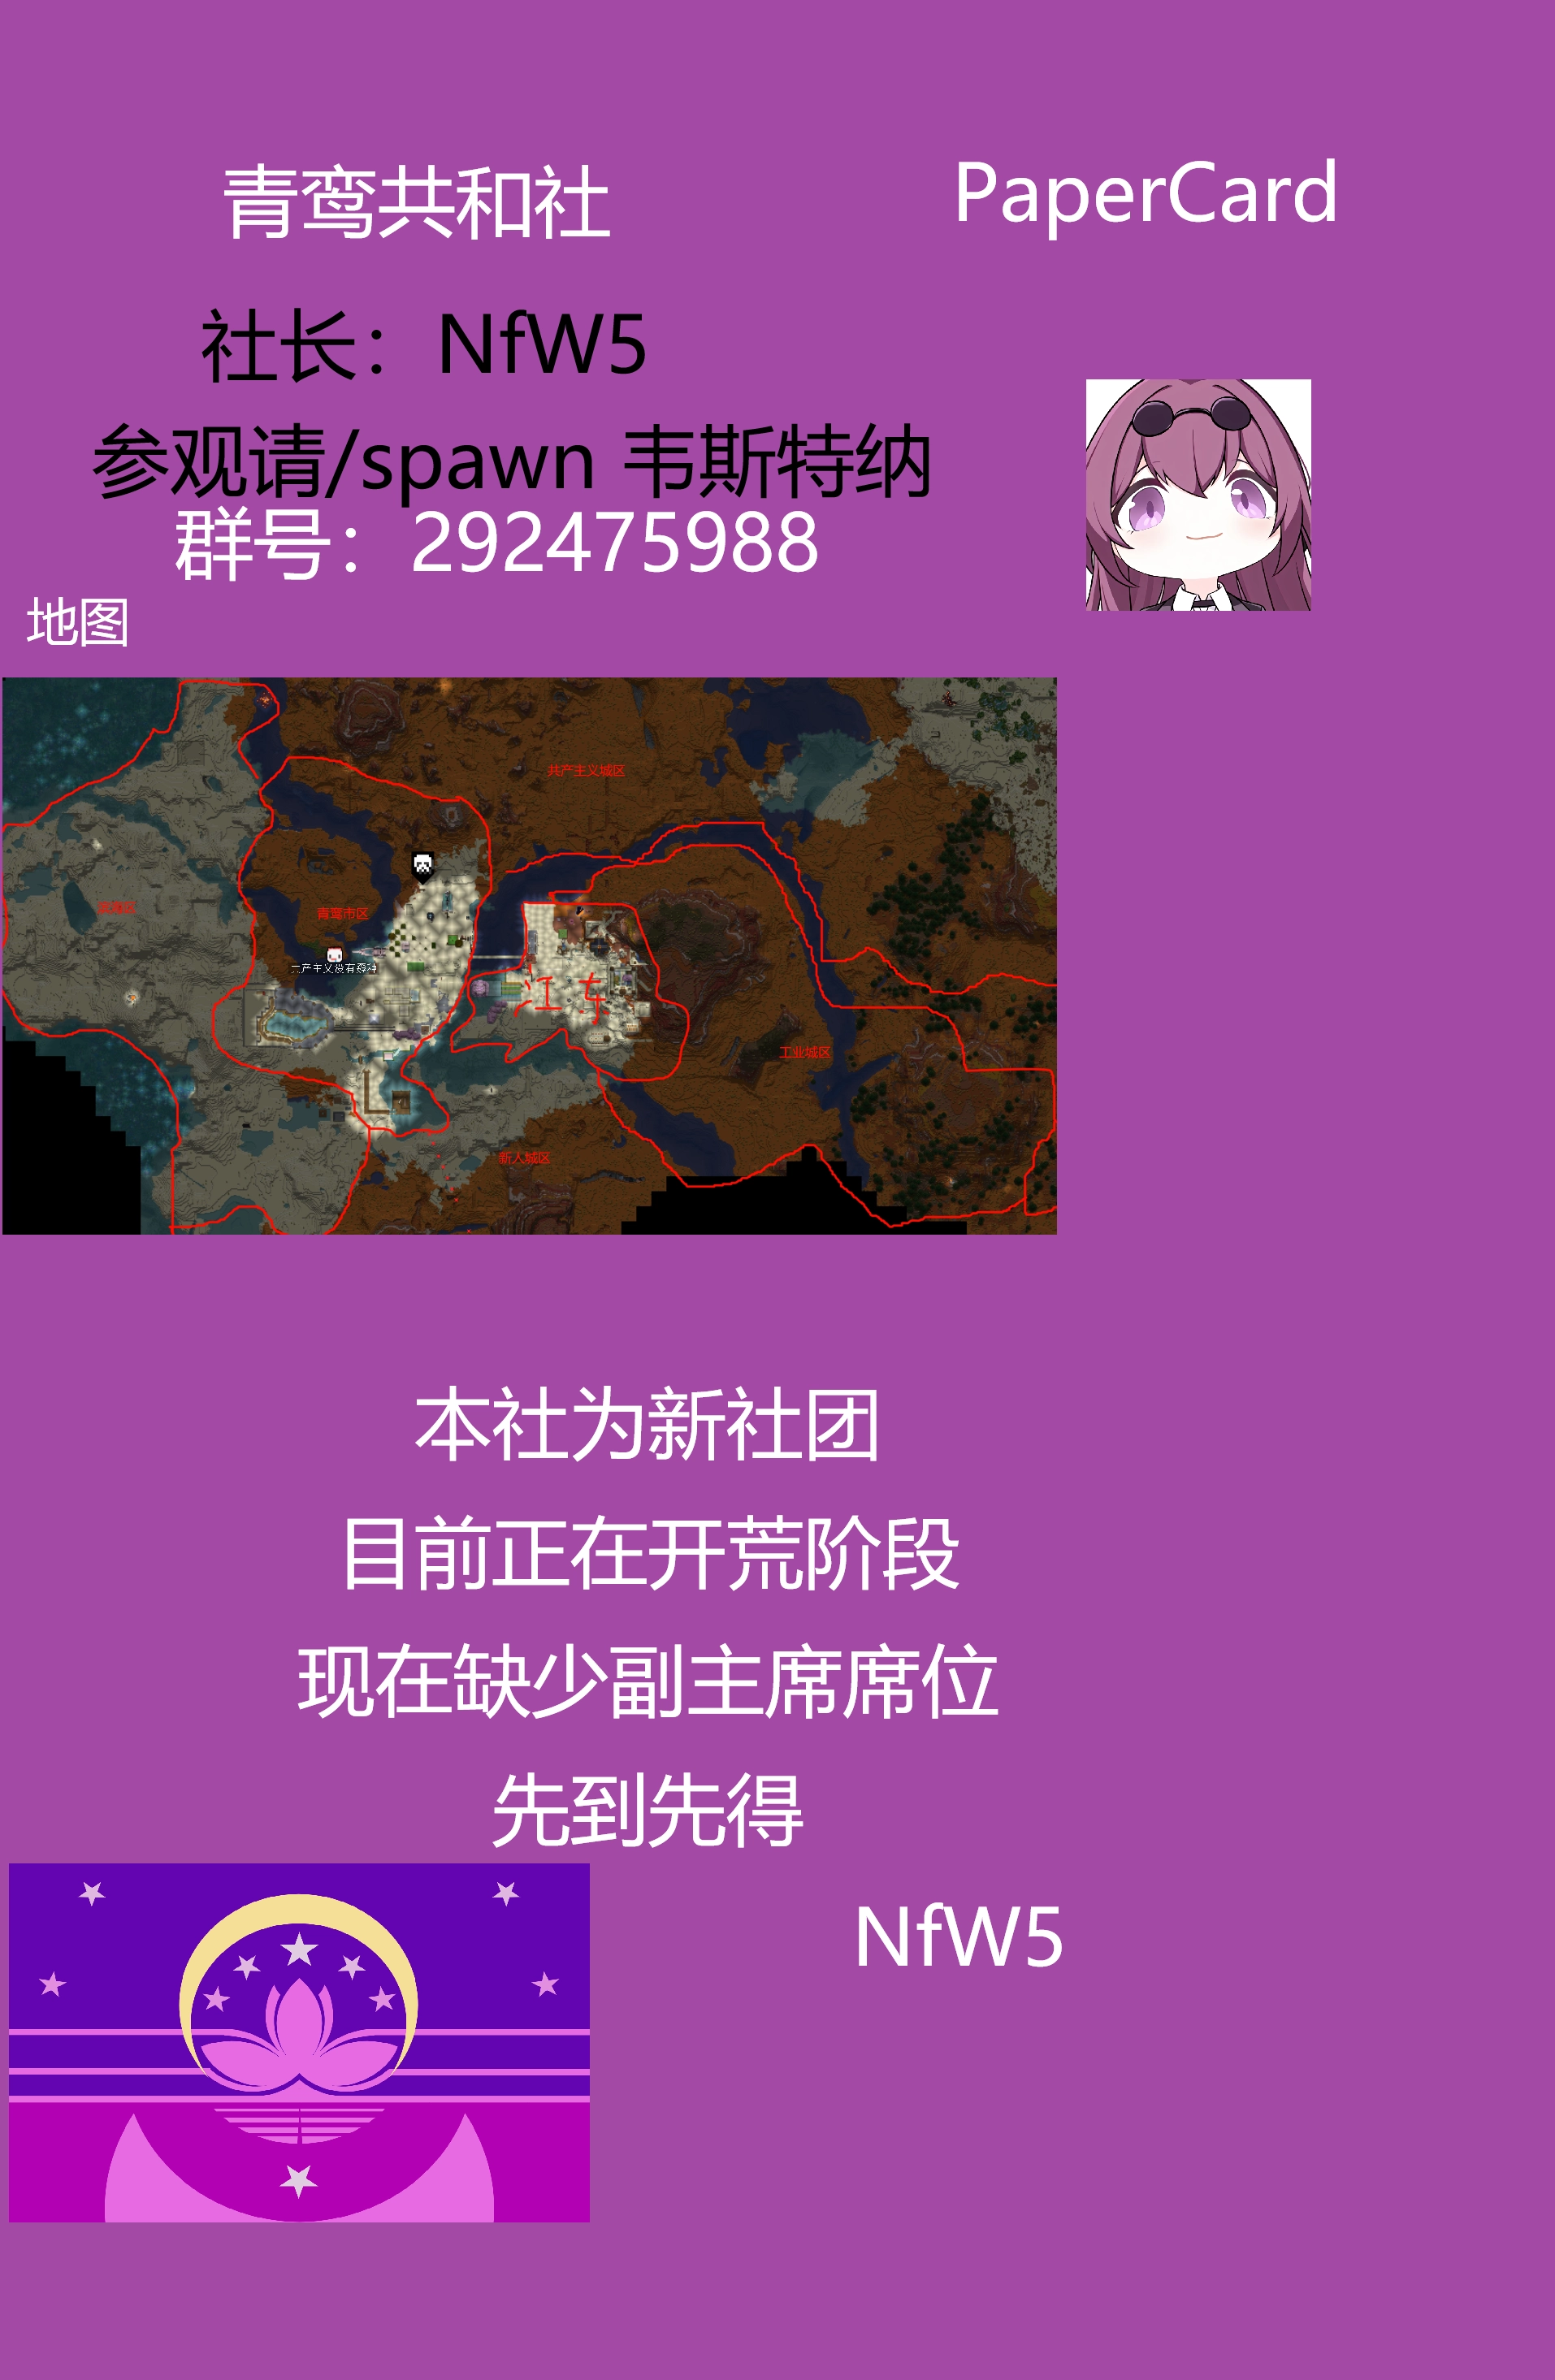 青鸾共和社
PaperCard
社长：NfW5
参观请/spawn 韦斯特纳
群号：292475988
地图
共产主义城区
青鸾市区
共产主义没有
江东
工业城区
新人城区
本社为新社团
目前正在开荒阶段
现在缺少副主席席位
先到先得
NfW5